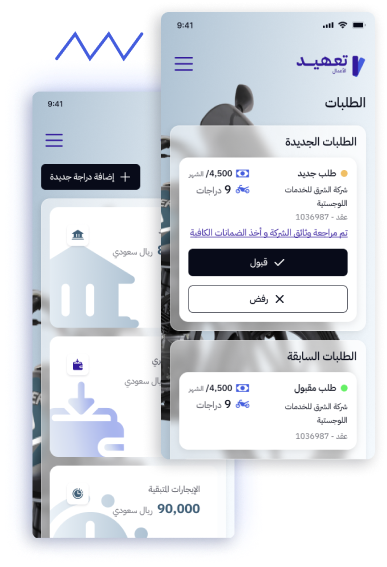 9:41
تعهيد
الأعمال
الطلبات
الطلبات الجديدة
طلب جديد
4,500/ الشهر
شركة الشرق للخدمات
اللوجستية
9 دراجات
عقد - 1036987
تم مراجعة وثائق الشركة و أخذ الضمانات الكافية
قبول
رفض
الطلبات السابقة
طلب مقبول
4,500/ الشهر
شركة الشرق للخدمات
اللوجستية
9 دراجات
عقد - 1036987
9:41
إضافة دراجة جديدة
ريال سعودي
ريال سعودي
الإيجارات المتبقية
90,000 ريال سعودي